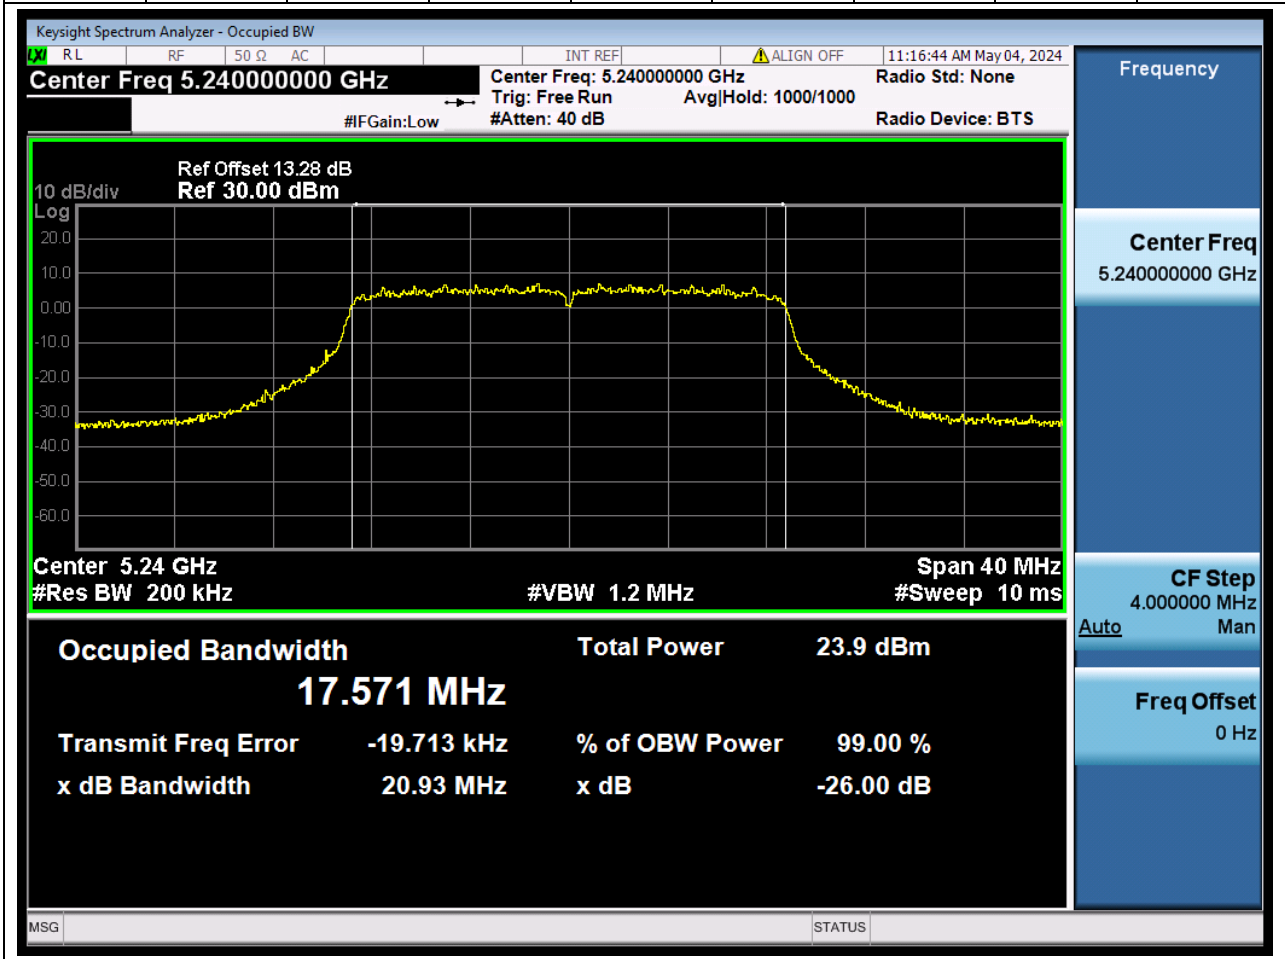 Keysight Spectrum Analyzer - Occupied BW
LXI RL RF 50 Ω AC INT REF ALIGN OFF 11:16:44 AM May 04, 2024
Center Freq 5.240000000 GHz
Center Freq: 5.240000000 GHz
Radio Std: None
Trig: Free Run Avg|Hold: 1000/1000
#IFGain:Low
#Atten: 40 dB
Radio Device: BTS
Ref Offset 13.28 dB
10 dB/div Ref 30.00 dBm
Log
20.0
10.0
0.00
-10.0
-20.0
-30.0
-40.0
-50.0
-60.0
Center 5.24 GHz Span 40 MHz
#Res BW 200 kHz #VBW 1.2 MHz #Sweep 10 ms
Occupied Bandwidth Total Power 23.9 dBm
17.571 MHz
Transmit Freq Error -19.713 kHz % of OBW Power 99.00 %
x dB Bandwidth 20.93 MHz x dB -26.00 dB
MSG STATUS
Frequency
Center Freq
5.240000000 GHz
CF Step
4.000000 MHz
Auto Man
Freq Offset
0 Hz